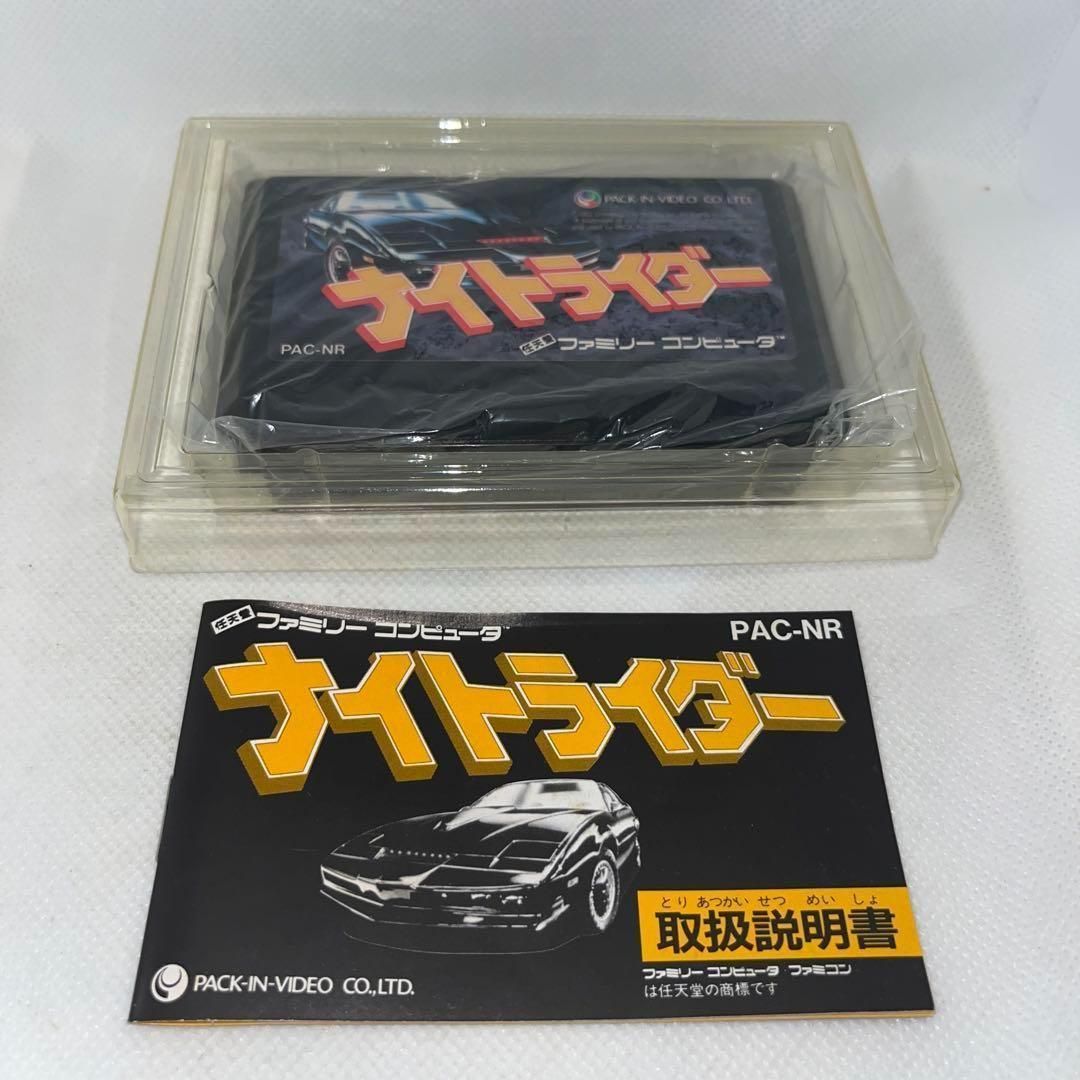 PACK-IN-VIDEO CO.,LTD.
ナイトライダー
PAC-NR
任天堂 ファミリー コンピュータ™
任天堂 ファミリー コンピュータ™
PAC-NR
ナイトライダー
とり あつかい せつ めい しょ
取扱説明書
ファミリー コンピュータ・ファミコン
は任天堂の商標です
PACK-IN-VIDEO CO.,LTD.